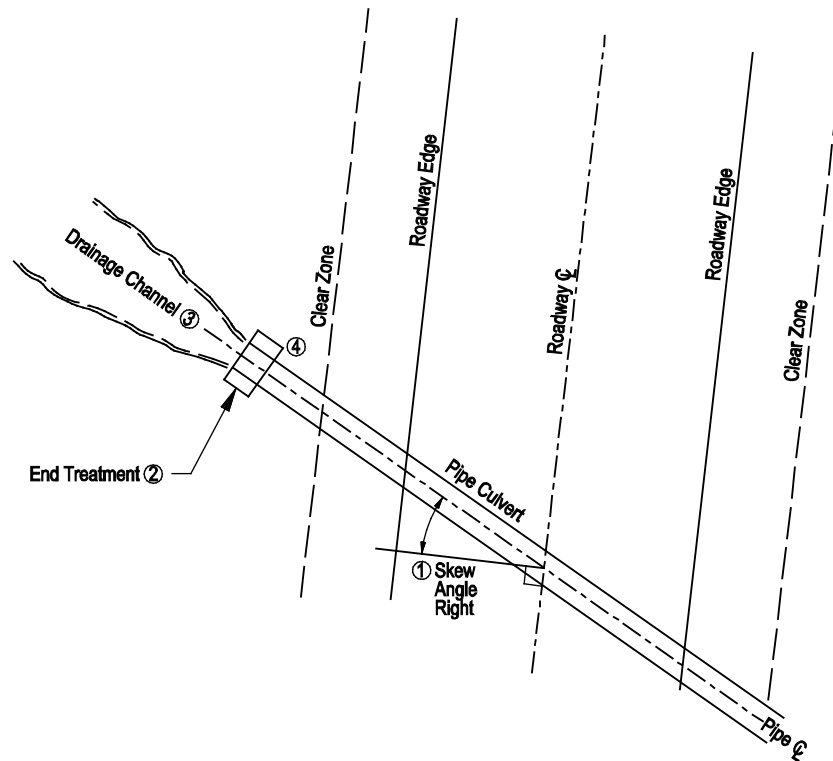 Roadway Edge
Roadway Edge
Clear Zone
Roadway ℄
Drainage Channel ③
④
Clear Zone
End Treatment ②
Pipe Culvert
① Skew
Angle
Right
Pipe ℄